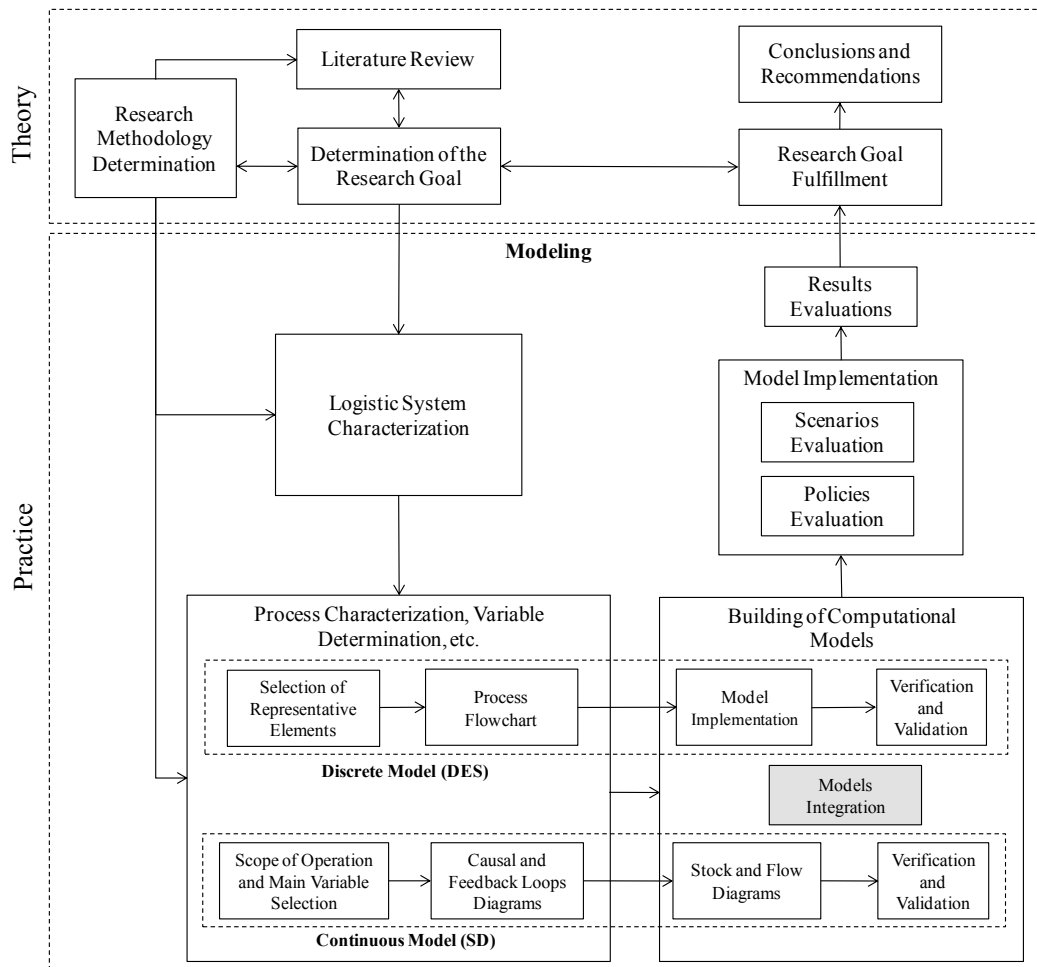 Theory
Literature Review
Conclusions and
Recommendations
Research
Methodology
Determination
Determination of the
Research Goal
Research Goal
Fulfillment
Practice
Modeling
Results
Evaluations
Logistic System
Characterization
Model Implementation
Scenarios
Evaluation
Policies
Evaluation
Process Characterization, Variable
Determination, etc.
Building of Computational
Models
Selection of
Representative
Elements
Process
Flowchart
Model
Implementation
Verification
and
Validation
Discrete Model (DES)
Models
Integration
Scope of Operation
and Main Variable
Selection
Causal and
Feedback Loops
Diagrams
Stock and Flow
Diagrams
Verification
and
Validation
Continuous Model (SD)